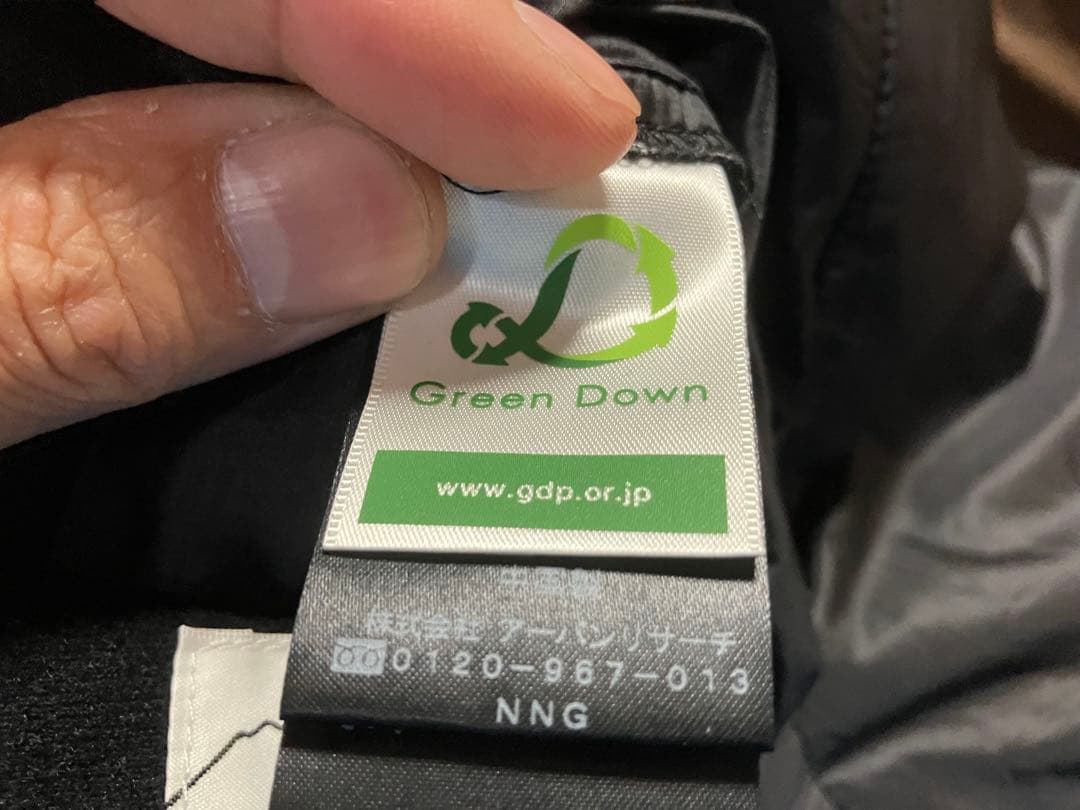 Green Down
www.gdp.or.jp
中国製
株式会社 アーバンリサーチ
0120-967-013
NNG